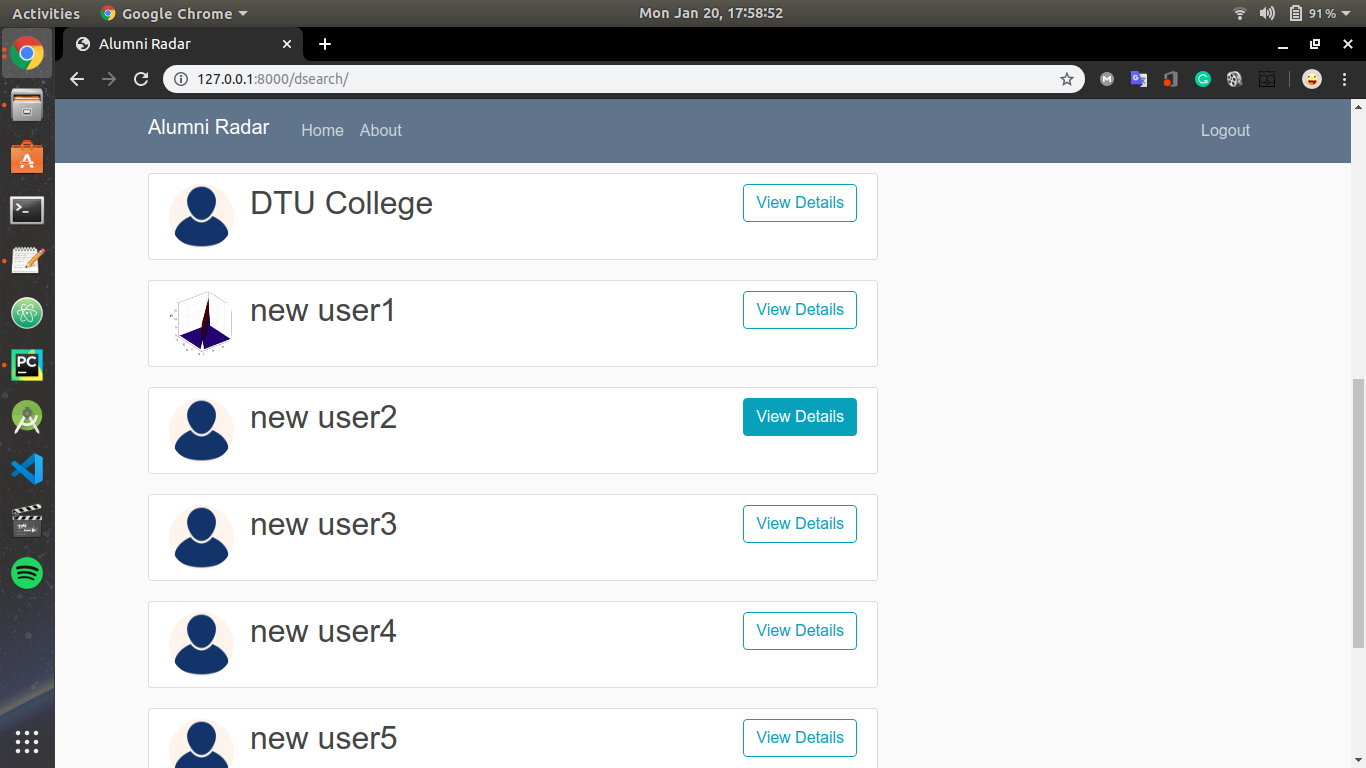 Activities Google Chrome Mon Jan 20, 17:58:52 91%
Alumni Radar
127.0.0.1:8000/dsearch/
Alumni Radar Home About Logout
DTU College View Details
new user1 View Details
new user2 View Details
new user3 View Details
new user4 View Details
new user5 View Details
PC